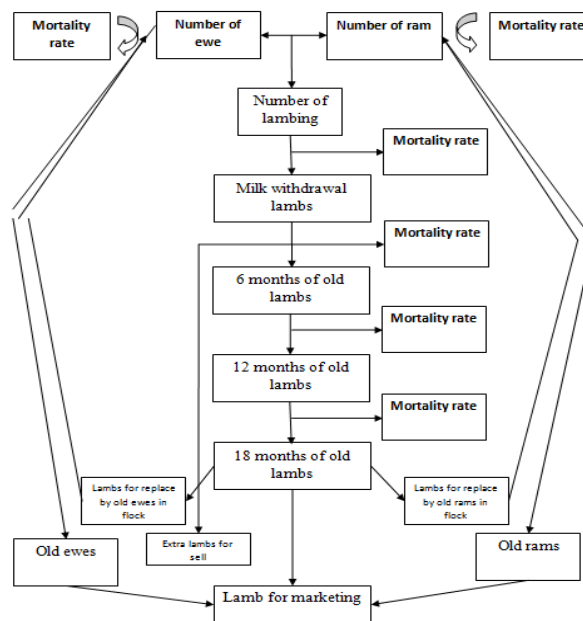 Mortality
rate
Number of
ewe
Number of ram
Mortality rate
Number of
lambing
Mortality rate
Milk withdrawal
lambs
Mortality rate
6 months of old
lambs
Mortality rate
12 months of old
lambs
Mortality rate
18 months of old
lambs
Lambs for replace
by old ewes in
flock
Lambs for replace
by old rams in
flock
Old ewes
Extra lambs for
sell
Old rams
Lamb for marketing